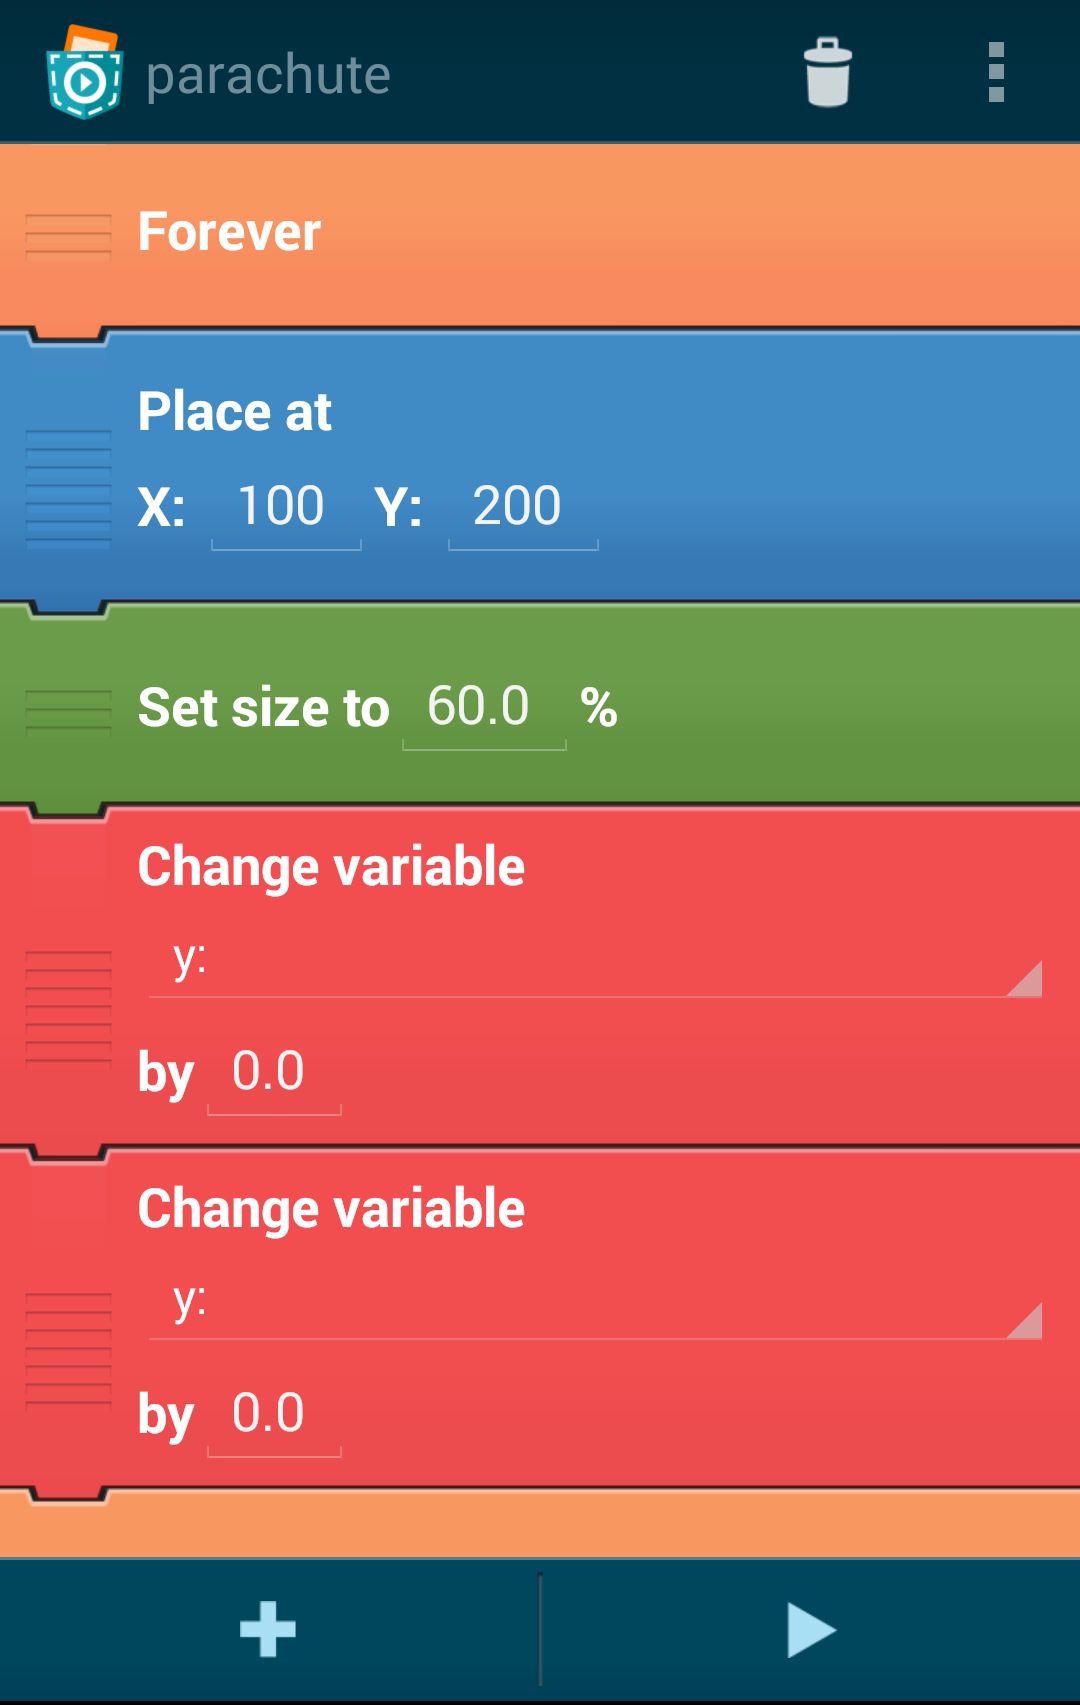 parachute
Forever
Place at
X: 100 Y: 200
Set size to 60.0 %
Change variable
y:
by 0.0
Change variable
y:
by 0.0